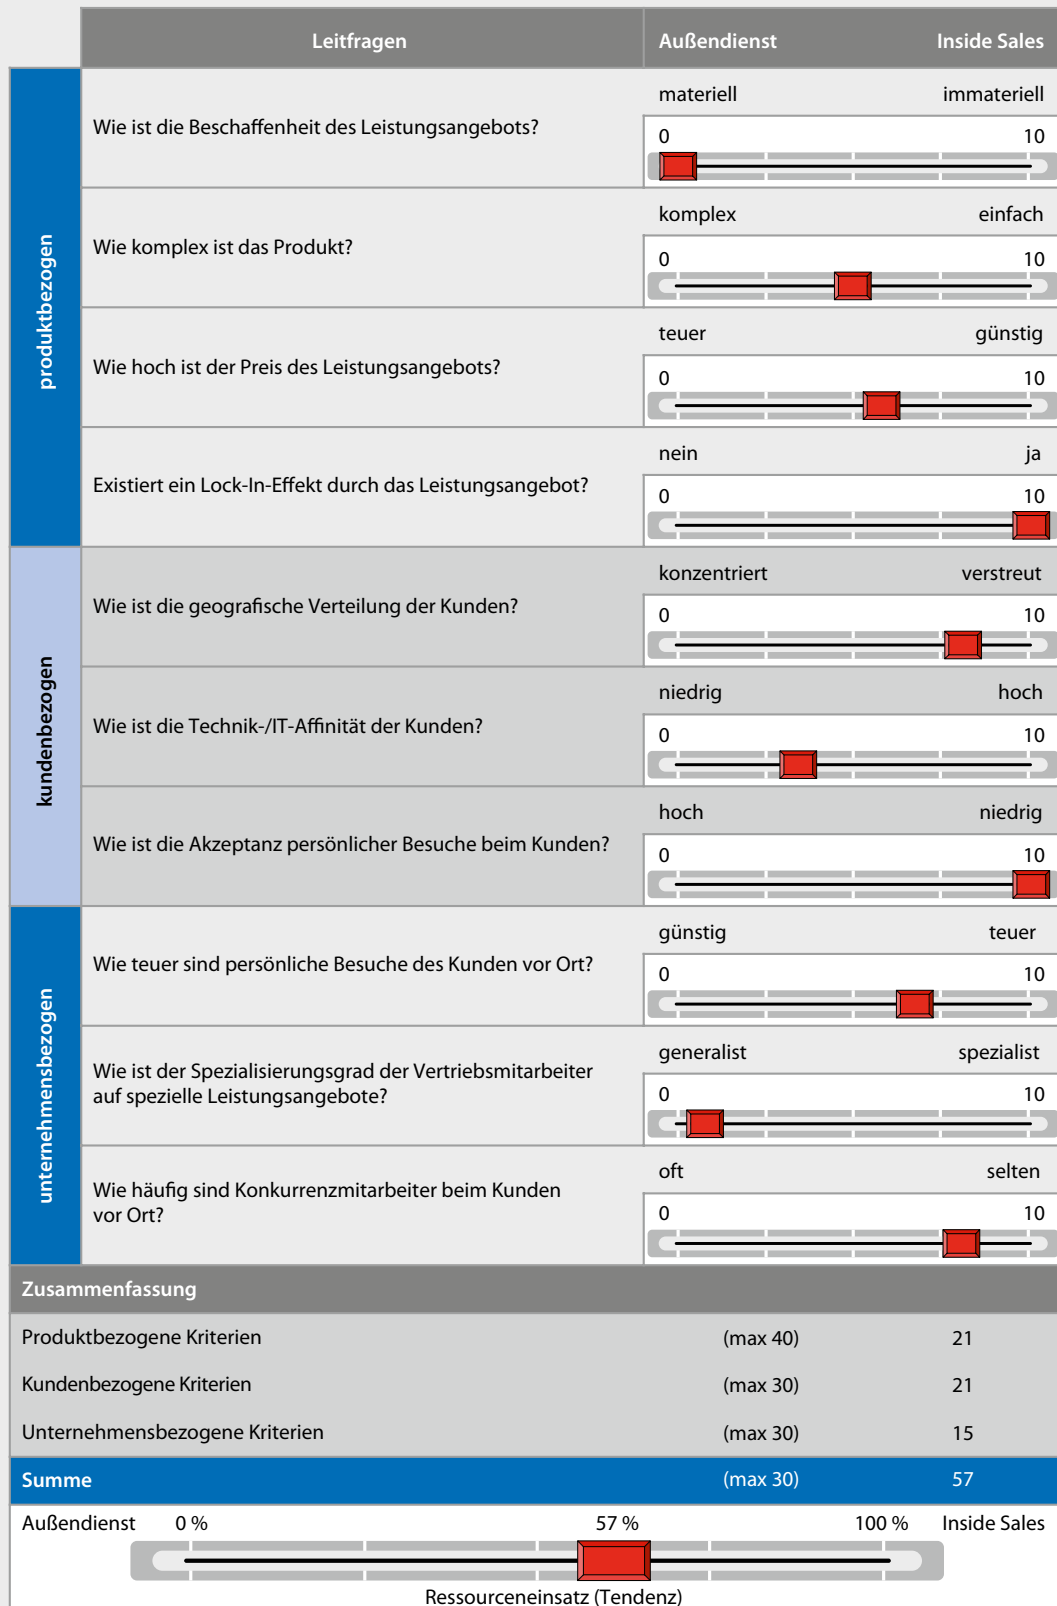 Leitfragen Außendienst Inside Sales
produktbezogen
materiell immateriell
Wie ist die Beschaffenheit des Leistungsangebots?
0 10
komplex einfach
Wie komplex ist das Produkt?
0 10
teuer günstig
Wie hoch ist der Preis des Leistungsangebots?
0 10
nein ja
Existiert ein Lock-In-Effekt durch das Leistungsangebot?
0 10
kundenbezogen
konzentriert verstreut
Wie ist die geografische Verteilung der Kunden?
0 10
niedrig hoch
Wie ist die Technik-/IT-Affinität der Kunden?
0 10
hoch niedrig
Wie ist die Akzeptanz persönlicher Besuche beim Kunden?
0 10
unternehmensbezogen
günstig teuer
Wie teuer sind persönliche Besuche des Kunden vor Ort?
0 10
generalist spezialist
Wie ist der Spezialisierungsgrad der Vertriebsmitarbeiter
auf spezielle Leistungsangebote?
0 10
oft selten
Wie häufig sind Konkurrenzmitarbeiter beim Kunden
vor Ort?
0 10
Zusammenfassung
Produktbezogene Kriterien (max 40) 21
Kundenbezogene Kriterien (max 30) 21
Unternehmensbezogene Kriterien (max 30) 15
Summe (max 30) 57
Außendienst 0 % 57 % 100 % Inside Sales
Ressourceneinsatz (Tendenz)